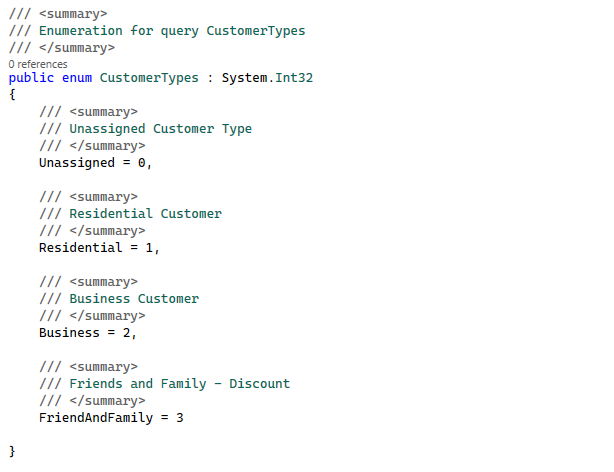 /// <summary>
/// Enumeration for query CustomerTypes
/// </summary>
0 references
public enum CustomerTypes : System.Int32
{
/// <summary>
/// Unassigned Customer Type
/// </summary>
Unassigned = 0,
/// <summary>
/// Residential Customer
/// </summary>
Residential = 1,
/// <summary>
/// Business Customer
/// </summary>
Business = 2,
/// <summary>
/// Friends and Family - Discount
/// </summary>
FriendAndFamily = 3
}